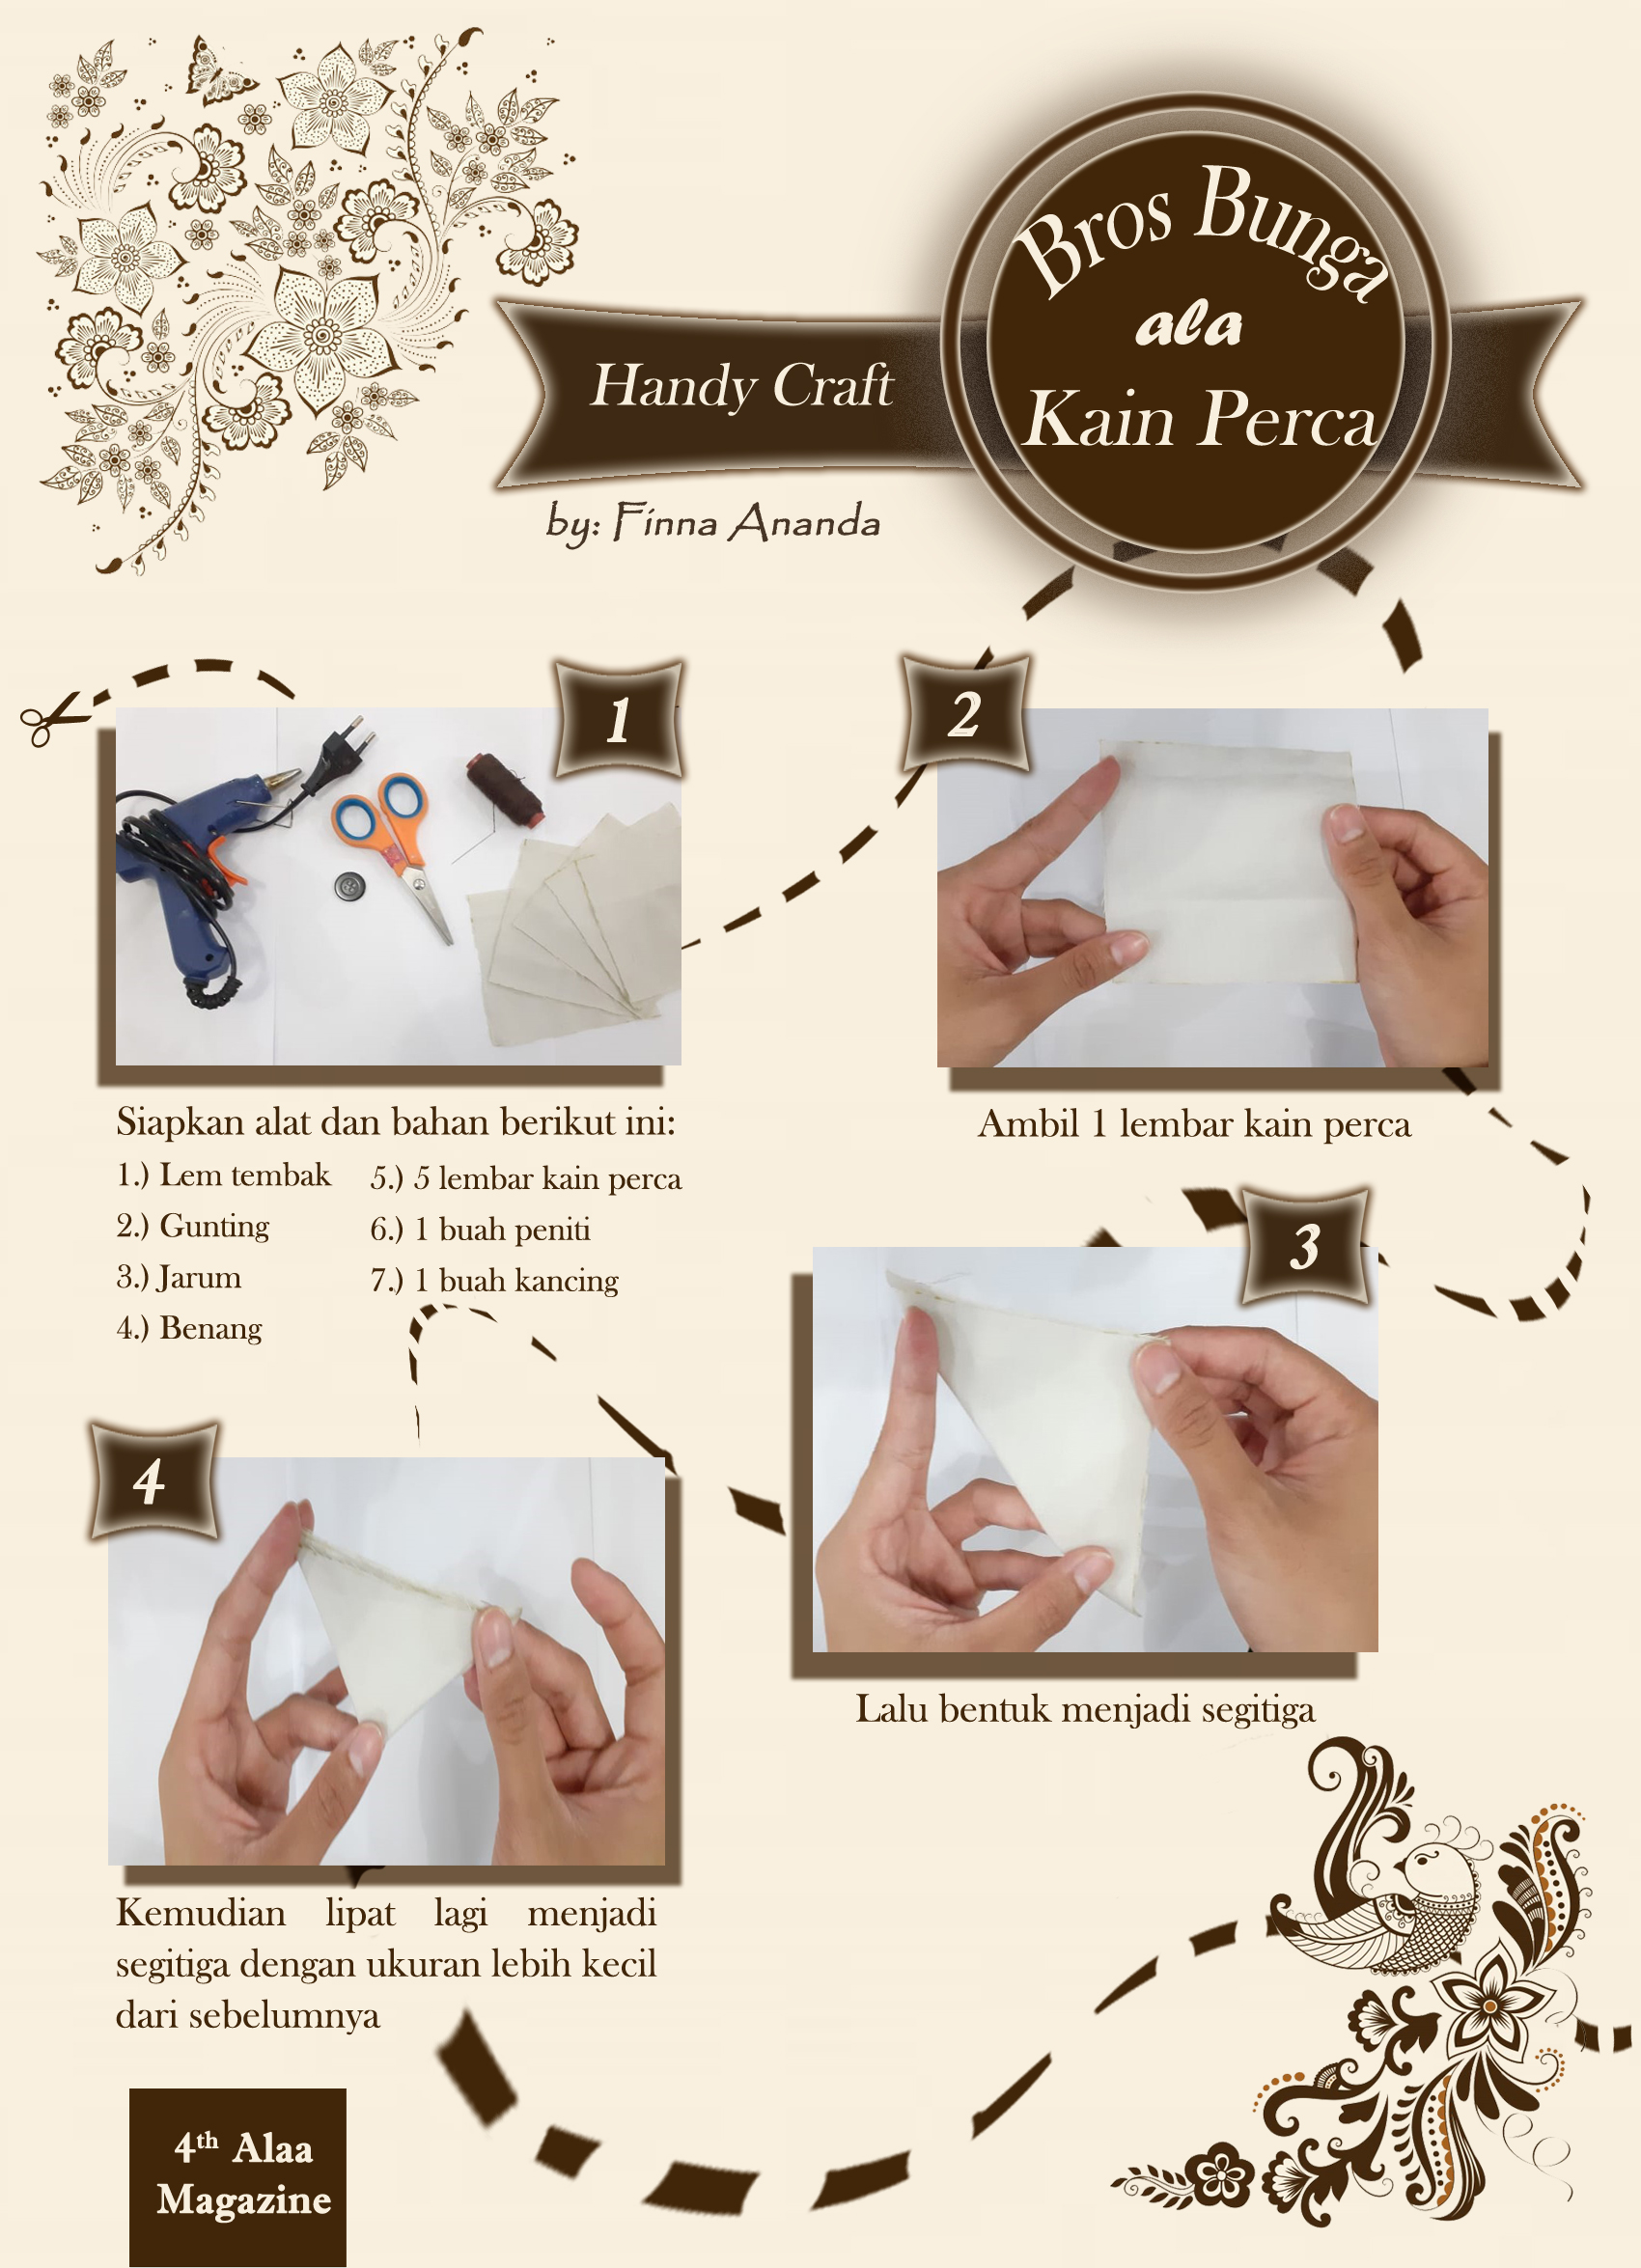 Bros Bunga
ala
Kain Perca
Handy Craft
by: Finna Ananda
1
Siapkan alat dan bahan berikut ini:
1.) Lem tembak
2.) Gunting
3.) Jarum
4.) Benang
5.) 5 lembar kain perca
6.) 1 buah peniti
7.) 1 buah kancing
2
Ambil 1 lembar kain perca
3
Lalu bentuk menjadi segitiga
4
Kemudian lipat lagi menjadi
segitiga dengan ukuran lebih kecil
dari sebelumnya
4th Alaa
Magazine